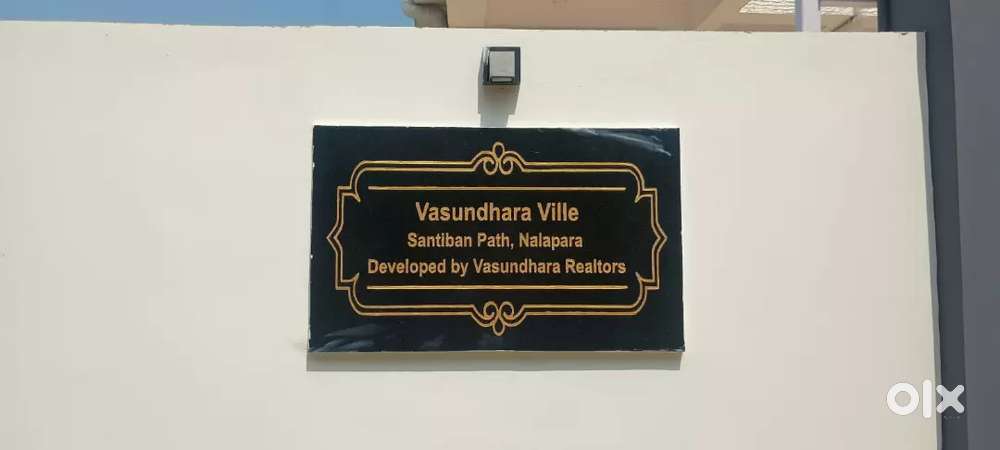 Vasundhara Ville
Santiban Path, Nalapara
Developed by Vasundhara Realtors
olx